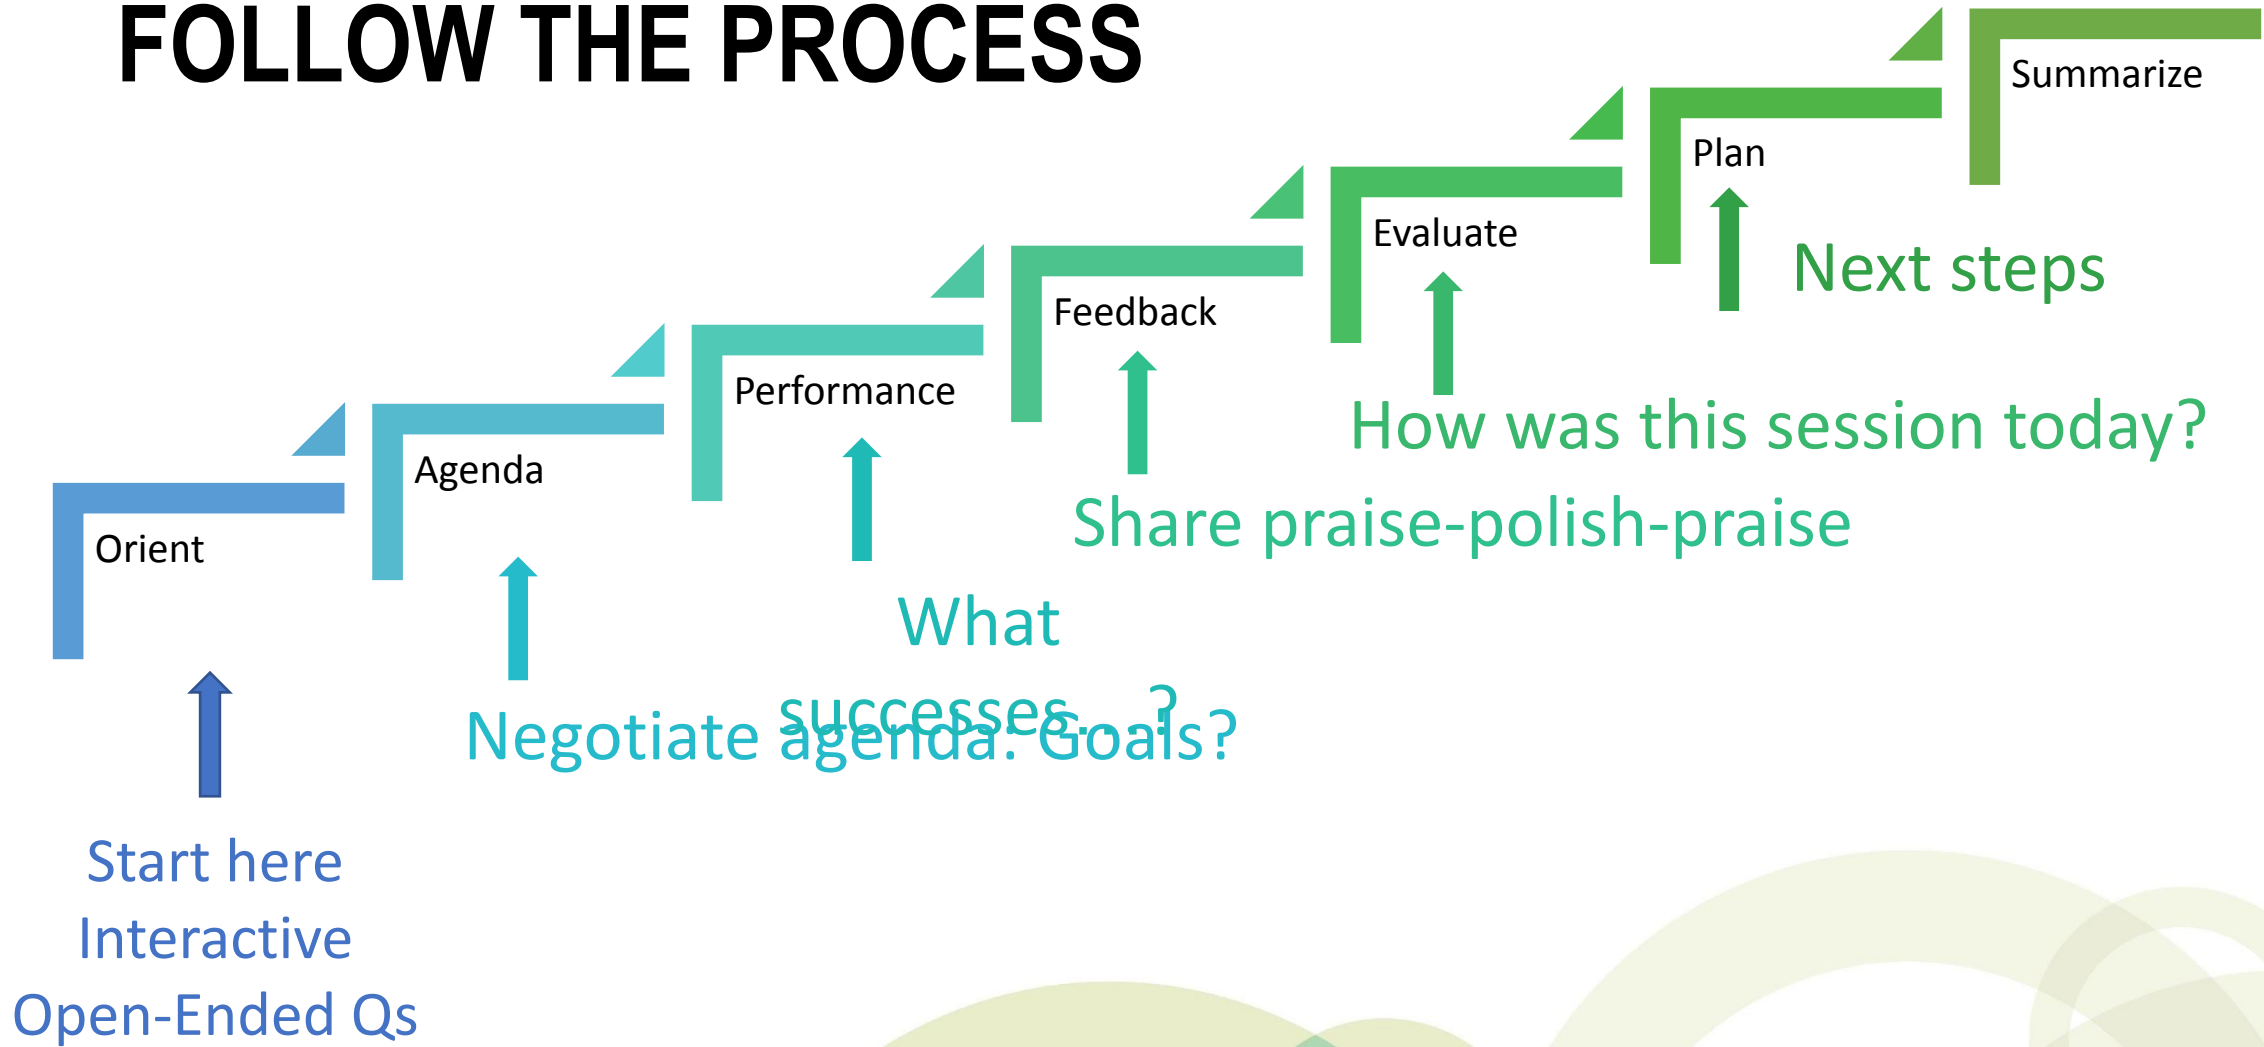 FOLLOW THE PROCESS
Orient
Start here
Interactive
Open-Ended Qs
Agenda
Negotiate agenda: Goals?
Performance
What
successes....?
Feedback
Share praise-polish-praise
Evaluate
How was this session today?
Plan
Next steps
Summarize